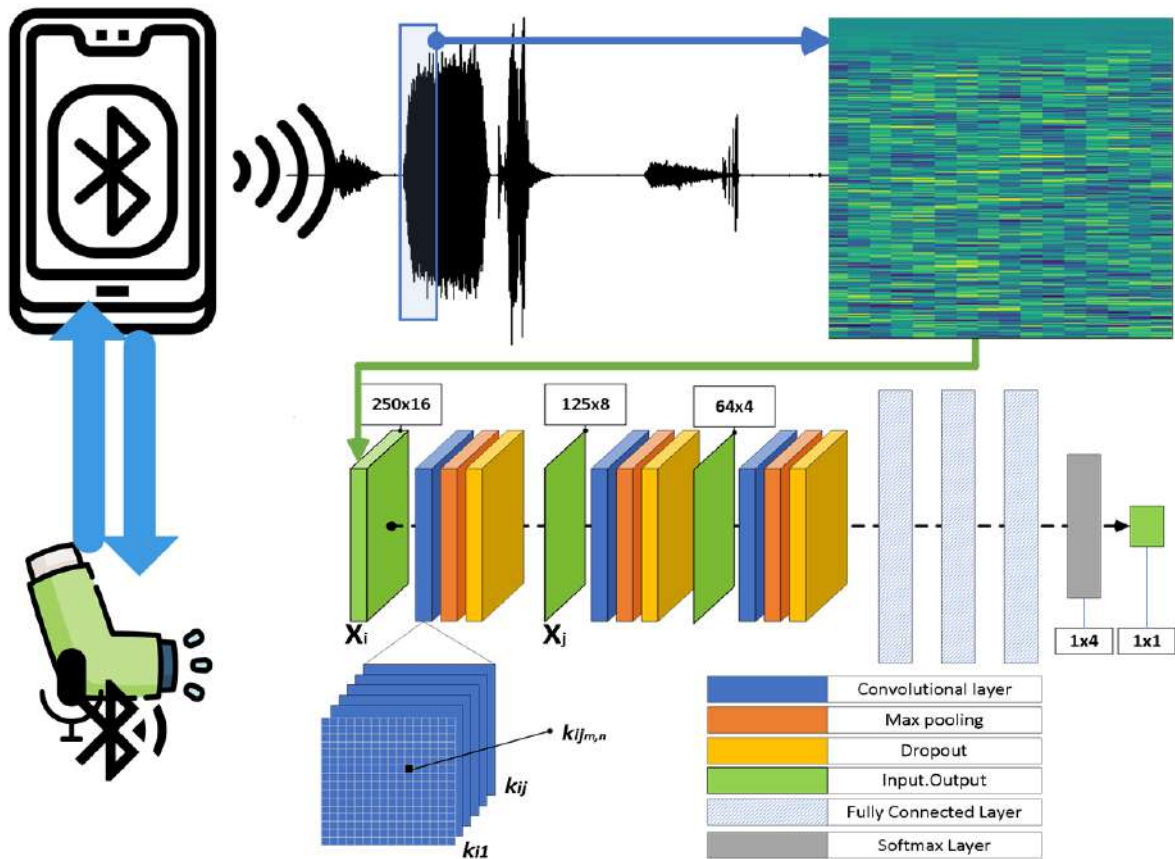 250x16
125x8
64x4
Xi
Xj
1x4
1x1
kijm,n
kij
ki1
Convolutional layer
Max pooling
Dropout
Input.Output
Fully Connected Layer
Softmax Layer